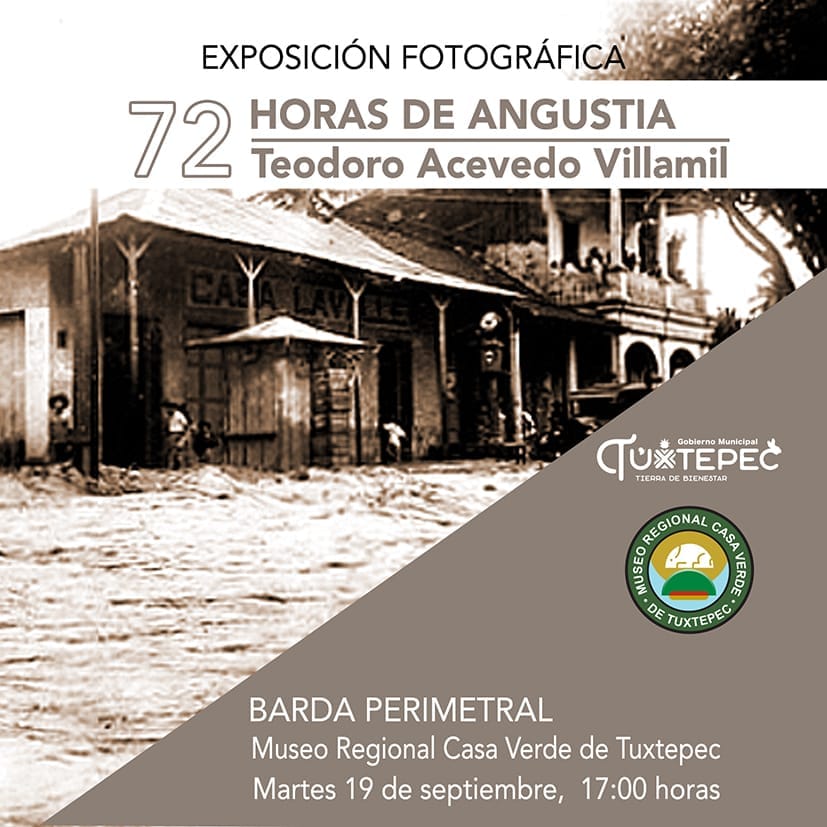 EXPOSICIÓN FOTOGRÁFICA
72 HORAS DE ANGUSTIA
Teodoro Acevedo Villamil
CASA
Gobierno Municipal
TUXTEPEC
TIERRA DE BIENESTAR
MUSEO REGIONAL CASA VERDE
• DE TUXTEPEC •
BARDA PERIMETRAL
Museo Regional Casa Verde de Tuxtepec
Martes 19 de septiembre, 17:00 horas